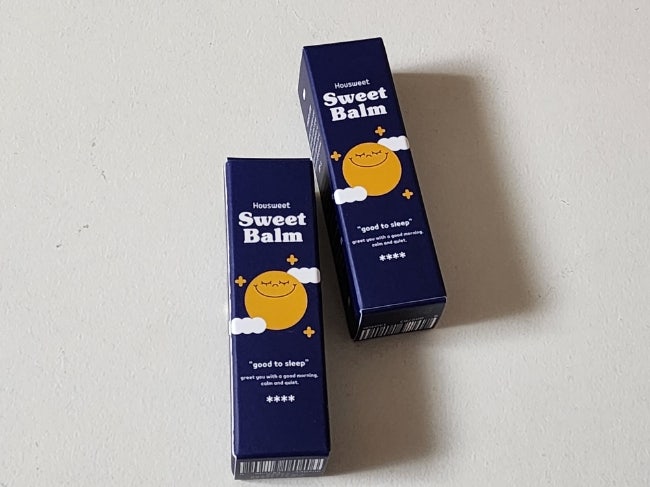 Housweet
Sweet
Balm
"good to sleep"
greet you with a good morning.
calm and quiet.
****
Housweet
Sweet
Balm
"good to sleep"
greet you with a good morning.
calm and quiet.
****